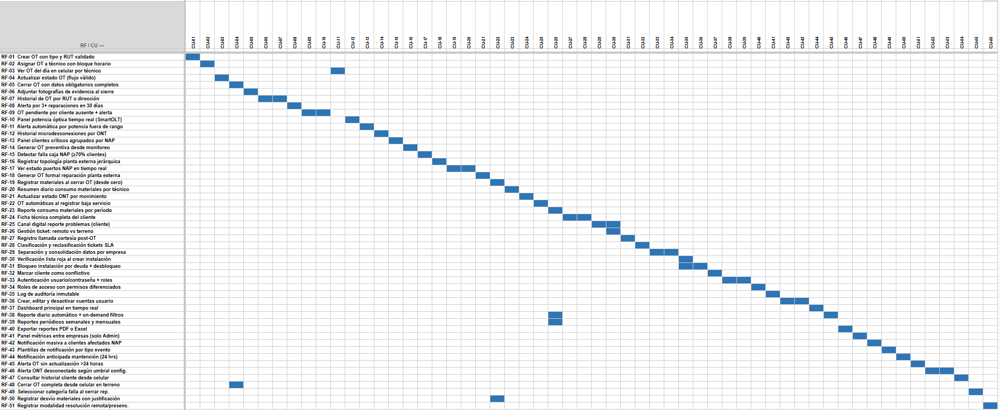 RF / CU →
CU-01
CU-02
CU-03
CU-04
CU-05
CU-06
CU-07
CU-08
CU-09
CU-10
CU-11
CU-12
CU-13
CU-14
CU-15
CU-16
CU-17
CU-18
CU-19
CU-20
CU-21
CU-22
CU-23
CU-24
CU-25
CU-26
CU-27
CU-28
CU-29
CU-30
CU-31
CU-32
CU-33
CU-34
CU-35
CU-36
CU-37
CU-38
CU-39
CU-40
CU-41
CU-42
CU-43
CU-44
CU-45
CU-46
CU-47
CU-48
CU-49
CU-50
CU-51
CU-52
CU-53
CU-54
CU-55
CU-56
RF-01 Crear OT con tipo y RUT validado
RF-02 Asignar OT a técnico con bloque horario
RF-03 Ver OT del día en celular por técnico
RF-04 Actualizar estado OT (flujo válido)
RF-05 Cerrar OT con datos obligatorios completos
RF-06 Adjuntar fotografías de evidencia al cierre
RF-07 Historial de OT por RUT o dirección
RF-08 Alerta por 3+ reparaciones en 30 días
RF-09 OT pendiente por cliente ausente + alerta
RF-10 Panel potencia óptica tiempo real (SmartOLT)
RF-11 Alerta automática por potencia fuera de rango
RF-12 Historial microdesconexiones por ONT
RF-13 Panel clientes críticos agrupados por NAP
RF-14 Generar OT preventiva desde monitoreo
RF-15 Detectar falla caja NAP (≥70% clientes)
RF-16 Registrar topología planta externa jerárquica
RF-17 Ver estado puertos NAP en tiempo real
RF-18 Generar OT formal reparación planta externa
RF-19 Registrar materiales al cerrar OT (desde cero)
RF-20 Resumen diario consumo materiales por técnico
RF-21 Actualizar estado ONT por movimiento
RF-22 OT automáticas al registrar baja servicio
RF-23 Reporte consumo materiales por período
RF-24 Ficha técnica completa del cliente
RF-25 Canal digital reporte problemas (cliente)
RF-26 Gestión ticket: remoto vs terreno
RF-27 Registro llamada cortesía post-OT
RF-28 Clasificación y reclasificación tickets SLA
RF-29 Separación y consolidación datos por empresa
RF-30 Verificación lista roja al crear instalación
RF-31 Bloqueo instalación por deuda + desbloqueo
RF-32 Marcar cliente como conflictivo
RF-33 Autenticación usuario/contraseña + roles
RF-34 Roles de acceso con permisos diferenciados
RF-35 Log de auditoría inmutable
RF-36 Crear, editar y desactivar cuentas usuario
RF-37 Dashboard principal en tiempo real
RF-38 Reporte diario automático + on-demand filtros
RF-39 Reportes periódicos semanales y mensuales
RF-40 Exportar reportes PDF o Excel
RF-41 Panel métricas entre empresas (solo Admin)
RF-42 Notificación masiva a clientes afectados NAP
RF-43 Plantillas de notificación por tipo evento
RF-44 Notificación anticipada mantención (24 hrs)
RF-45 Alerta OT sin actualización >24 horas
RF-46 Alerta ONT desconectado según umbral config.
RF-47 Consultar historial cliente desde celular
RF-48 Cerrar OT completa desde celular en terreno
RF-49 Seleccionar categoría falla al cerrar rep.
RF-50 Registrar desvío materiales con justificación
RF-51 Registrar modalidad resolución remota/presenc.